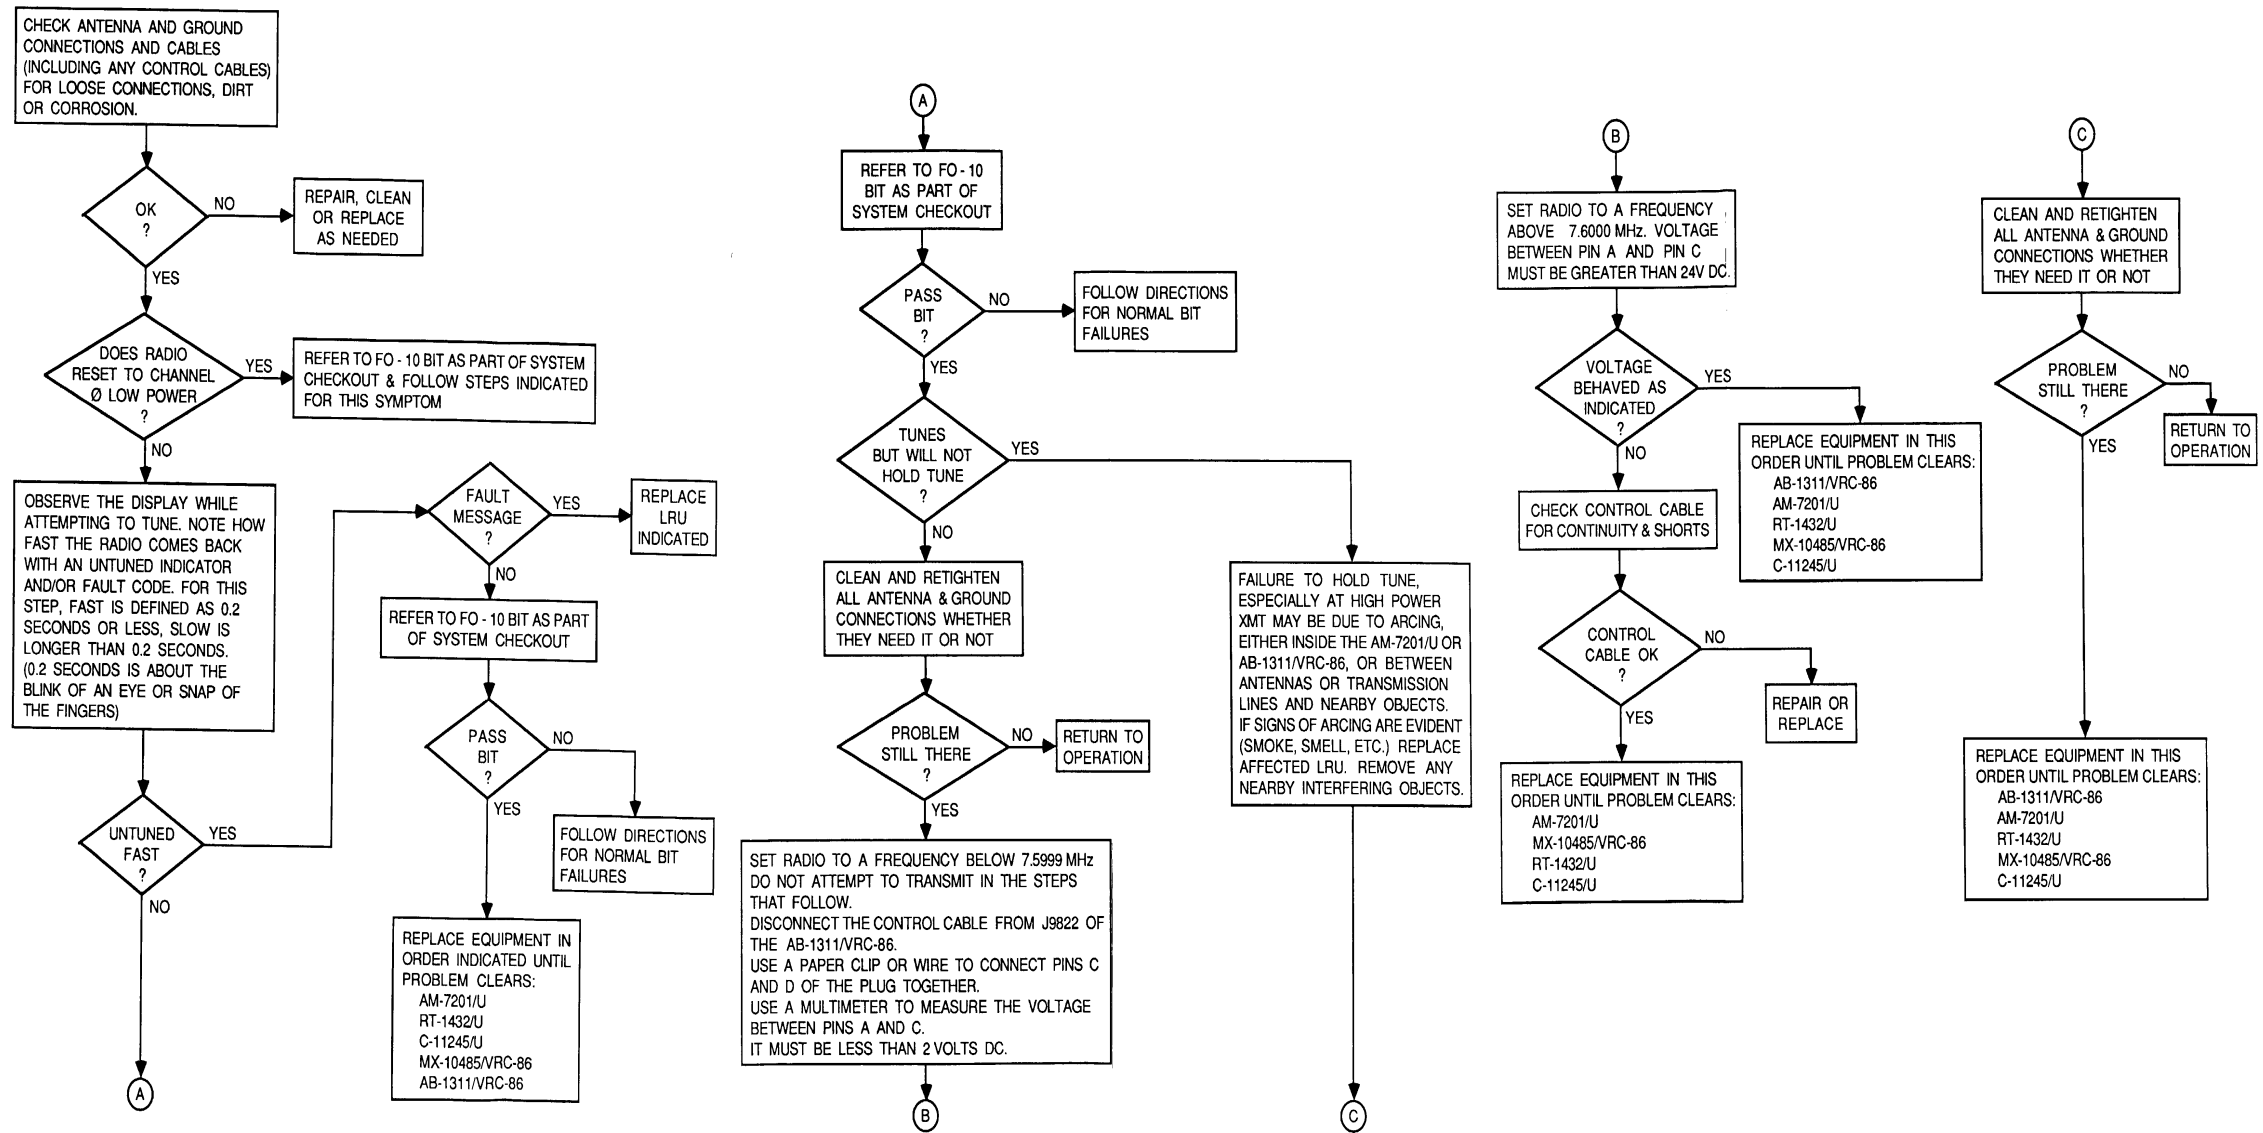 CHECK ANTENNA AND GROUND
CONNECTIONS AND CABLES
(INCLUDING ANY CONTROL CABLES)
FOR LOOSE CONNECTIONS, DIRT
OR CORROSION.
OK
?
NO
REPAIR, CLEAN
OR REPLACE
AS NEEDED
YES
DOES RADIO
RESET TO CHANNEL
Ø LOW POWER
?
YES
REFER TO FO - 10 BIT AS PART OF SYSTEM
CHECKOUT & FOLLOW STEPS INDICATED
FOR THIS SYMPTOM
NO
OBSERVE THE DISPLAY WHILE
ATTEMPTING TO TUNE. NOTE HOW
FAST THE RADIO COMES BACK
WITH AN UNTUNED INDICATOR
AND/OR FAULT CODE. FOR THIS
STEP, FAST IS DEFINED AS 0.2
SECONDS OR LESS, SLOW IS
LONGER THAN 0.2 SECONDS.
(0.2 SECONDS IS ABOUT THE
BLINK OF AN EYE OR SNAP OF
THE FINGERS)
UNTUNED
FAST
?
YES
NO
A
FAULT
MESSAGE
?
YES
REPLACE
LRU
INDICATED
NO
REFER TO FO - 10 BIT AS PART
OF SYSTEM CHECKOUT
PASS
BIT
?
NO
FOLLOW DIRECTIONS
FOR NORMAL BIT
FAILURES
YES
REPLACE EQUIPMENT IN
ORDER INDICATED UNTIL
PROBLEM CLEARS:
AM-7201/U
RT-1432/U
C-11245/U
MX-10485/VRC-86
AB-1311/VRC-86
A
REFER TO FO - 10
BIT AS PART OF
SYSTEM CHECKOUT
PASS
BIT
?
NO
FOLLOW DIRECTIONS
FOR NORMAL BIT
FAILURES
YES
TUNES
BUT WILL NOT
HOLD TUNE
?
YES
NO
CLEAN AND RETIGHTEN
ALL ANTENNA & GROUND
CONNECTIONS WHETHER
THEY NEED IT OR NOT
PROBLEM
STILL THERE
?
NO
RETURN TO
OPERATION
YES
SET RADIO TO A FREQUENCY BELOW 7.5999 MHz
DO NOT ATTEMPT TO TRANSMIT IN THE STEPS
THAT FOLLOW.
DISCONNECT THE CONTROL CABLE FROM J9822 OF
THE AB-1311/VRC-86.
USE A PAPER CLIP OR WIRE TO CONNECT PINS C
AND D OF THE PLUG TOGETHER.
USE A MULTIMETER TO MEASURE THE VOLTAGE
BETWEEN PINS A AND C.
IT MUST BE LESS THAN 2 VOLTS DC.
B
FAILURE TO HOLD TUNE,
ESPECIALLY AT HIGH POWER
XMT MAY BE DUE TO ARCING,
EITHER INSIDE THE AM-7201/U OR
AB-1311/VRC-86, OR BETWEEN
ANTENNAS OR TRANSMISSION
LINES AND NEARBY OBJECTS.
IF SIGNS OF ARCING ARE EVIDENT
(SMOKE, SMELL, ETC.) REPLACE
AFFECTED LRU. REMOVE ANY
NEARBY INTERFERING OBJECTS.
C
B
SET RADIO TO A FREQUENCY
ABOVE 7.6000 MHz. VOLTAGE
BETWEEN PIN A AND PIN C
MUST BE GREATER THAN 24V DC.
VOLTAGE
BEHAVED AS
INDICATED
?
YES
REPLACE EQUIPMENT IN THIS
ORDER UNTIL PROBLEM CLEARS:
AB-1311/VRC-86
AM-7201/U
RT-1432/U
MX-10485/VRC-86
C-11245/U
NO
CHECK CONTROL CABLE
FOR CONTINUITY & SHORTS
CONTROL
CABLE OK
?
NO
REPAIR OR
REPLACE
YES
REPLACE EQUIPMENT IN THIS
ORDER UNTIL PROBLEM CLEARS:
AM-7201/U
MX-10485/VRC-86
RT-1432/U
C-11245/U
C
CLEAN AND RETIGHTEN
ALL ANTENNA & GROUND
CONNECTIONS WHETHER
THEY NEED IT OR NOT
PROBLEM
STILL THERE
?
NO
RETURN TO
OPERATION
YES
REPLACE EQUIPMENT IN THIS
ORDER UNTIL PROBLEM CLEARS:
AB-1311/VRC-86
AM-7201/U
RT-1432/U
MX-10485/VRC-86
C-11245/U